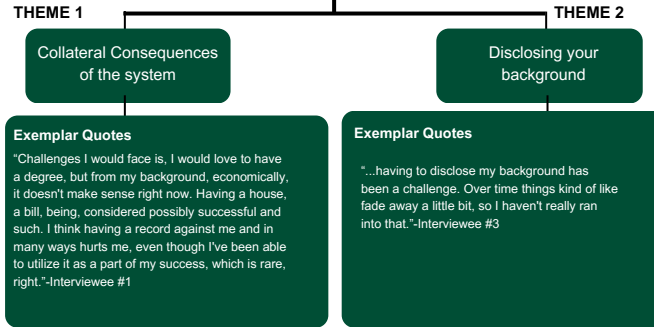 THEME 1
Collateral Consequences
of the system
Exemplar Quotes
“Challenges I would face is, I would love to have
a degree, but from my background, economically,
it doesn't make sense right now. Having a house,
a bill, being, considered possibly successful and
such. I think having a record against me and in
many ways hurts me, even though I've been able
to utilize it as a part of my success, which is rare,
right.”-Interviewee #1
THEME 2
Disclosing your
background
Exemplar Quotes
“...having to disclose my background has
been a challenge. Over time things kind of like
fade away a little bit, so I haven't really ran
into that.”-Interviewee #3